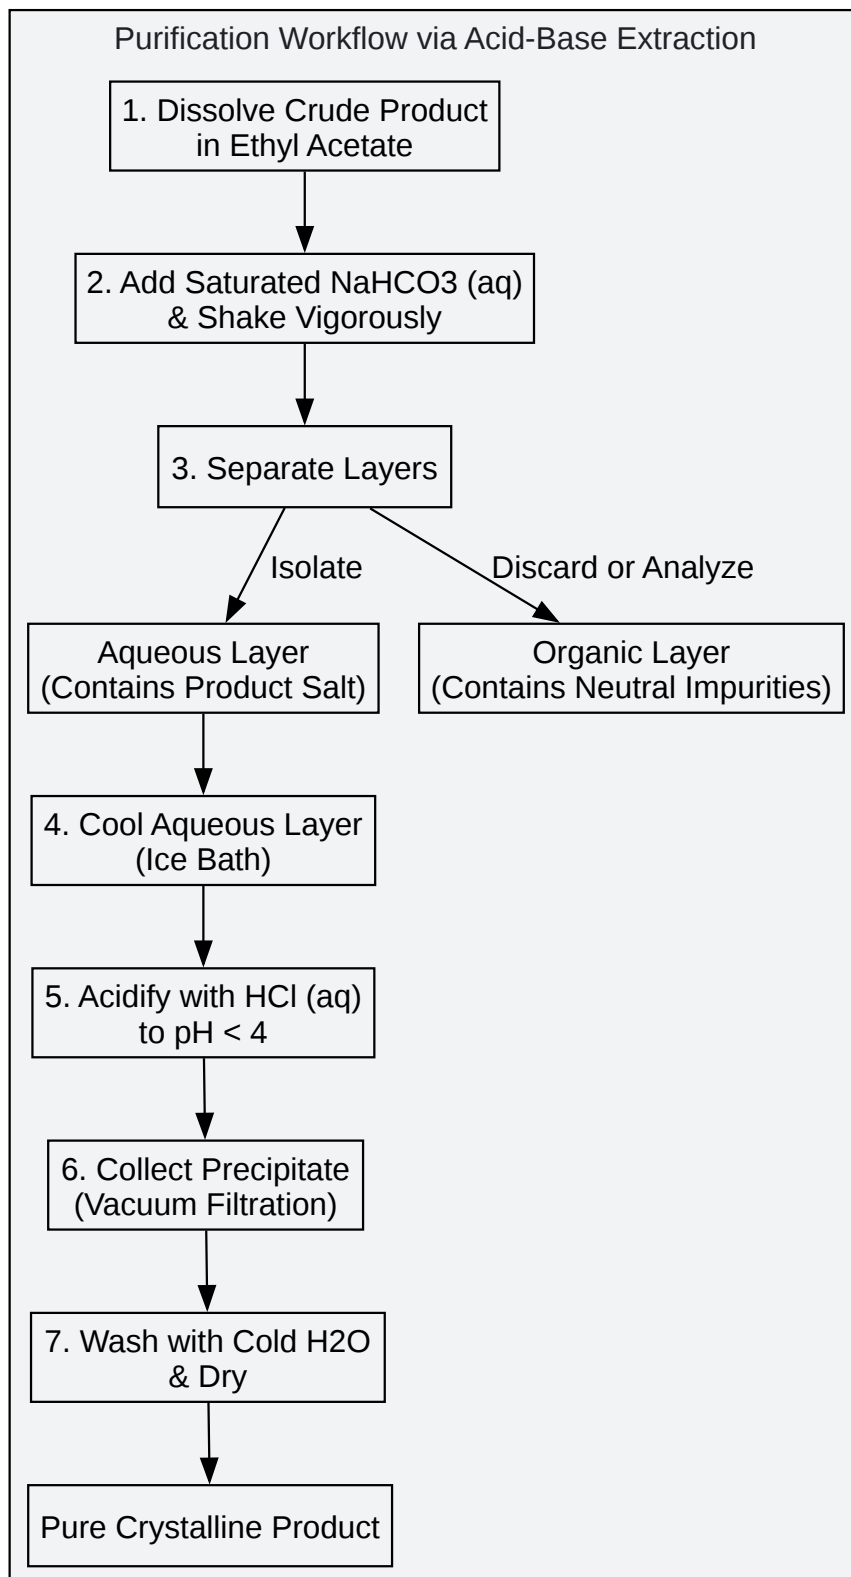 Purification Workflow via Acid-Base Extraction
1. Dissolve Crude Product
in Ethyl Acetate
2. Add Saturated NaHCO3 (aq)
& Shake Vigorously
3. Separate Layers
Isolate
Discard or Analyze
Aqueous Layer
(Contains Product Salt)
Organic Layer
(Contains Neutral Impurities)
4. Cool Aqueous Layer
(Ice Bath)
5. Acidify with HCl (aq)
to pH < 4
6. Collect Precipitate
(Vacuum Filtration)
7. Wash with Cold H2O
& Dry
Pure Crystalline Product